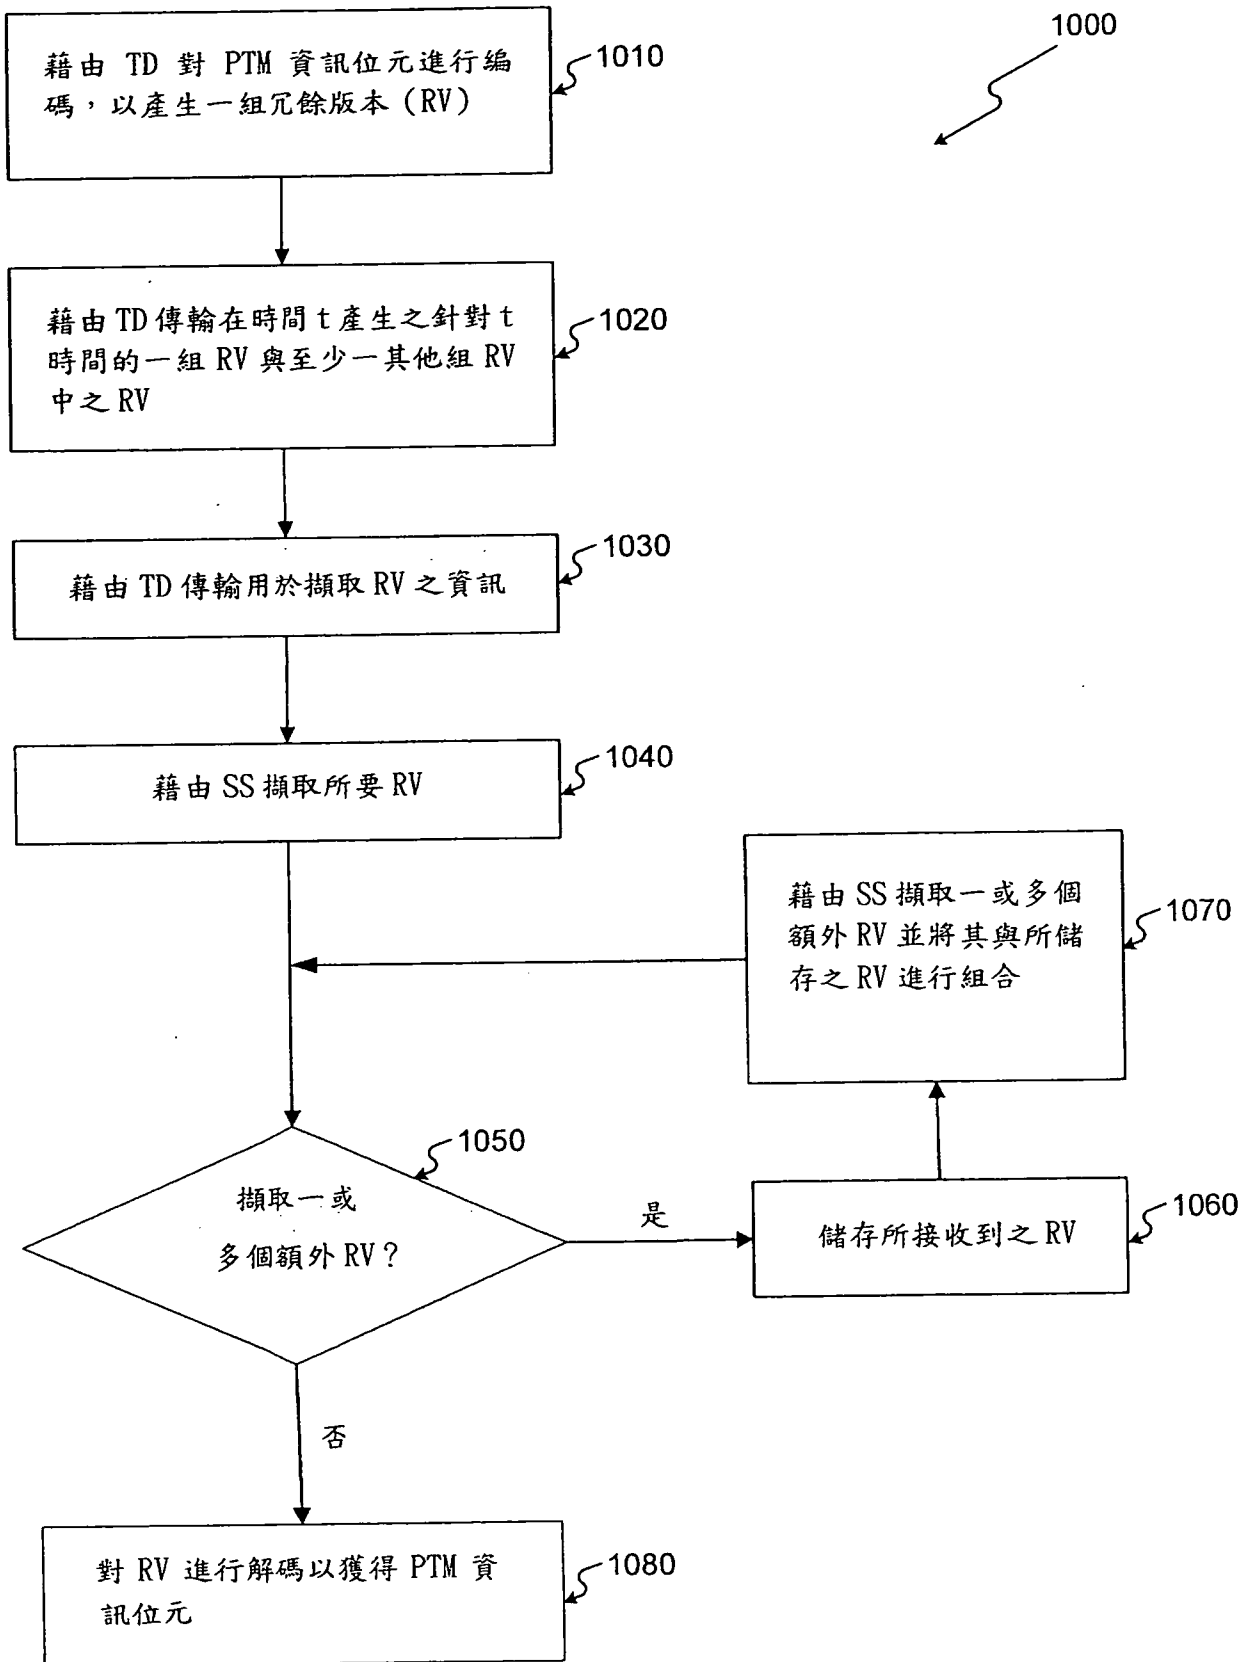 1000
藉由 TD 對 PTM 資訊位元進行編
碼，以產生一組冗餘版本 (RV)
1010
藉由 TD 傳輸在時間 t 產生之針對 t
時間的一組 RV 與至少一其他組 RV
中之 RV
1020
藉由 TD 傳輸用於擷取 RV 之資訊
1030
藉由 SS 擷取所要 RV
1040
藉由 SS 擷取一或多個
額外 RV 並將其與所儲
存之 RV 進行組合
1070
擷取一或
多個額外 RV？
1050
是
儲存所接收到之 RV
1060
否
對 RV 進行解碼以獲得 PTM 資
訊位元
1080